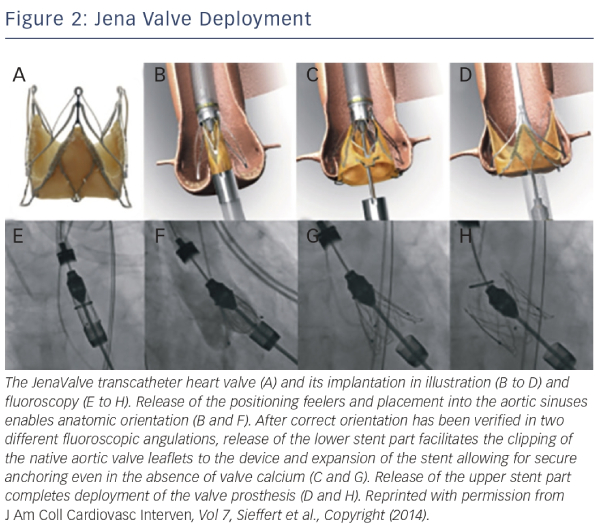 Figure 2: Jena Valve Deployment
A
B
C
D
E
F
G
H
The JenaValve transcatheter heart valve (A) and its implantation in illustration (B to D) and
fluoroscopy (E to H). Release of the positioning feelers and placement into the aortic sinuses
enables anatomic orientation (B and F). After correct orientation has been verified in two
different fluoroscopic angulations, release of the lower stent part facilitates the clipping of
the native aortic valve leaflets to the device and expansion of the stent allowing for secure
anchoring even in the absence of valve calcium (C and G). Release of the upper stent part
completes deployment of the valve prosthesis (D and H). Reprinted with permission from
J Am Coll Cardiovasc Interven, Vol 7, Sieffert et al., Copyright (2014).